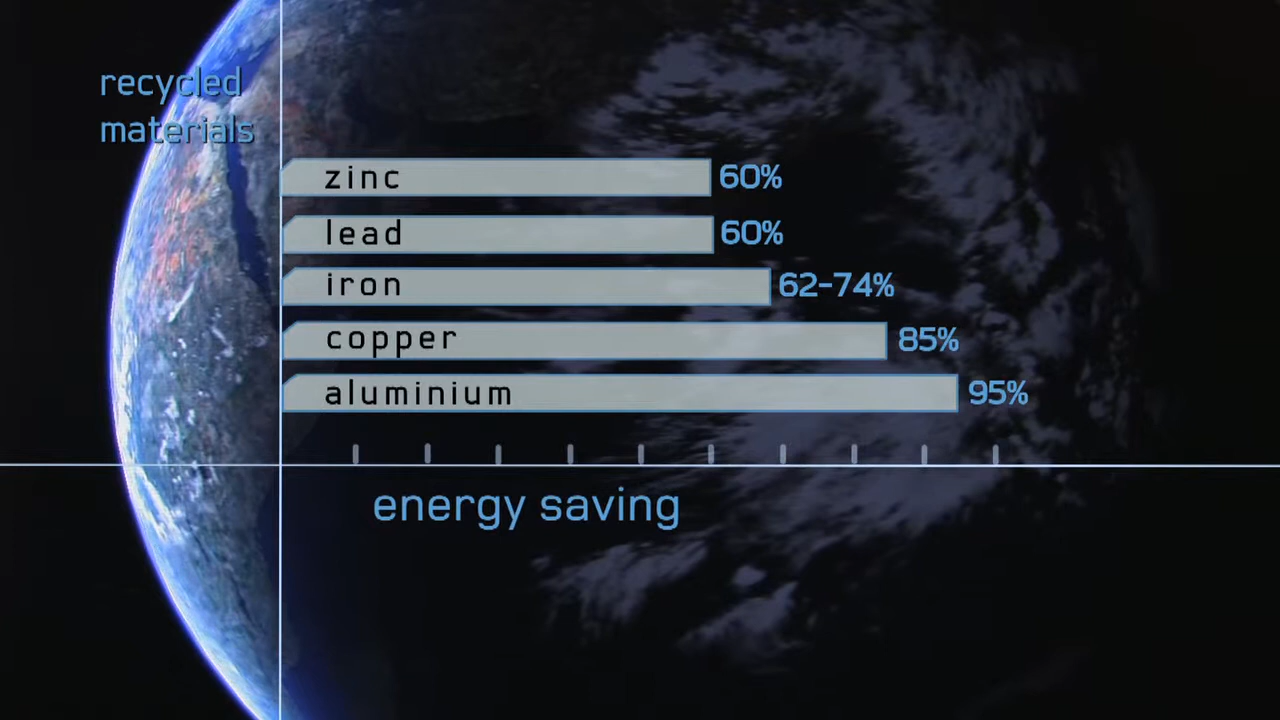 recycled
materials
zinc 60%
lead 60%
iron 62-74%
copper 85%
aluminium 95%
energy saving